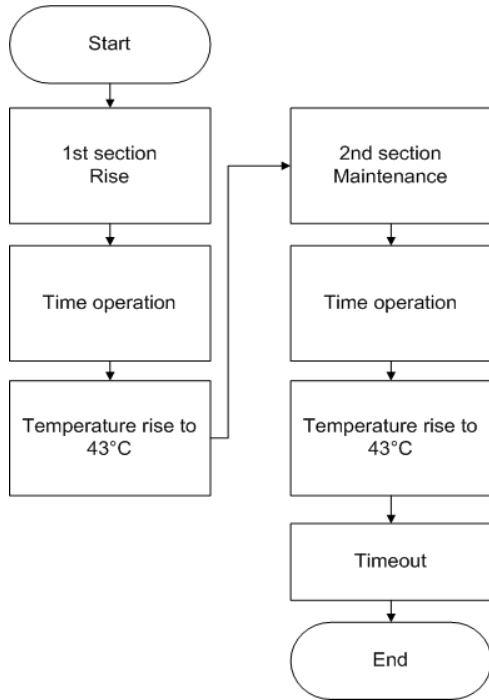 Start
1st section
Rise
Time operation
Temperature rise to
43°C
2nd section
Maintenance
Time operation
Temperature rise to
43°C
Timeout
End